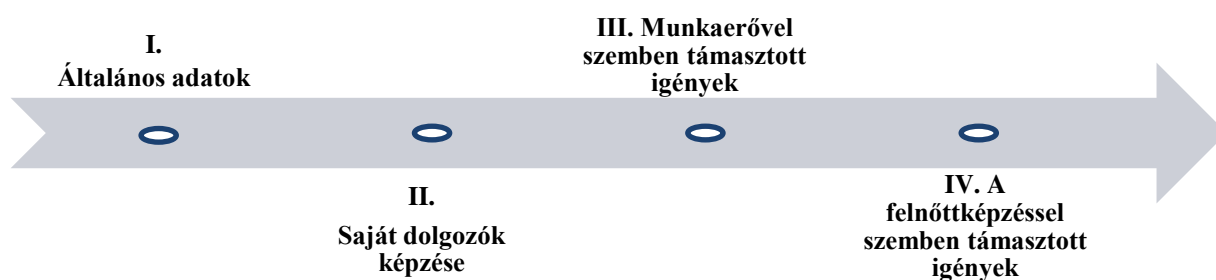 I.
Általános adatok
II.
Saját dolgozók
képzése
III. Munkaerővel
szemben támasztott
igények
IV. A
felnőttképzéssel
szemben támasztott
igények